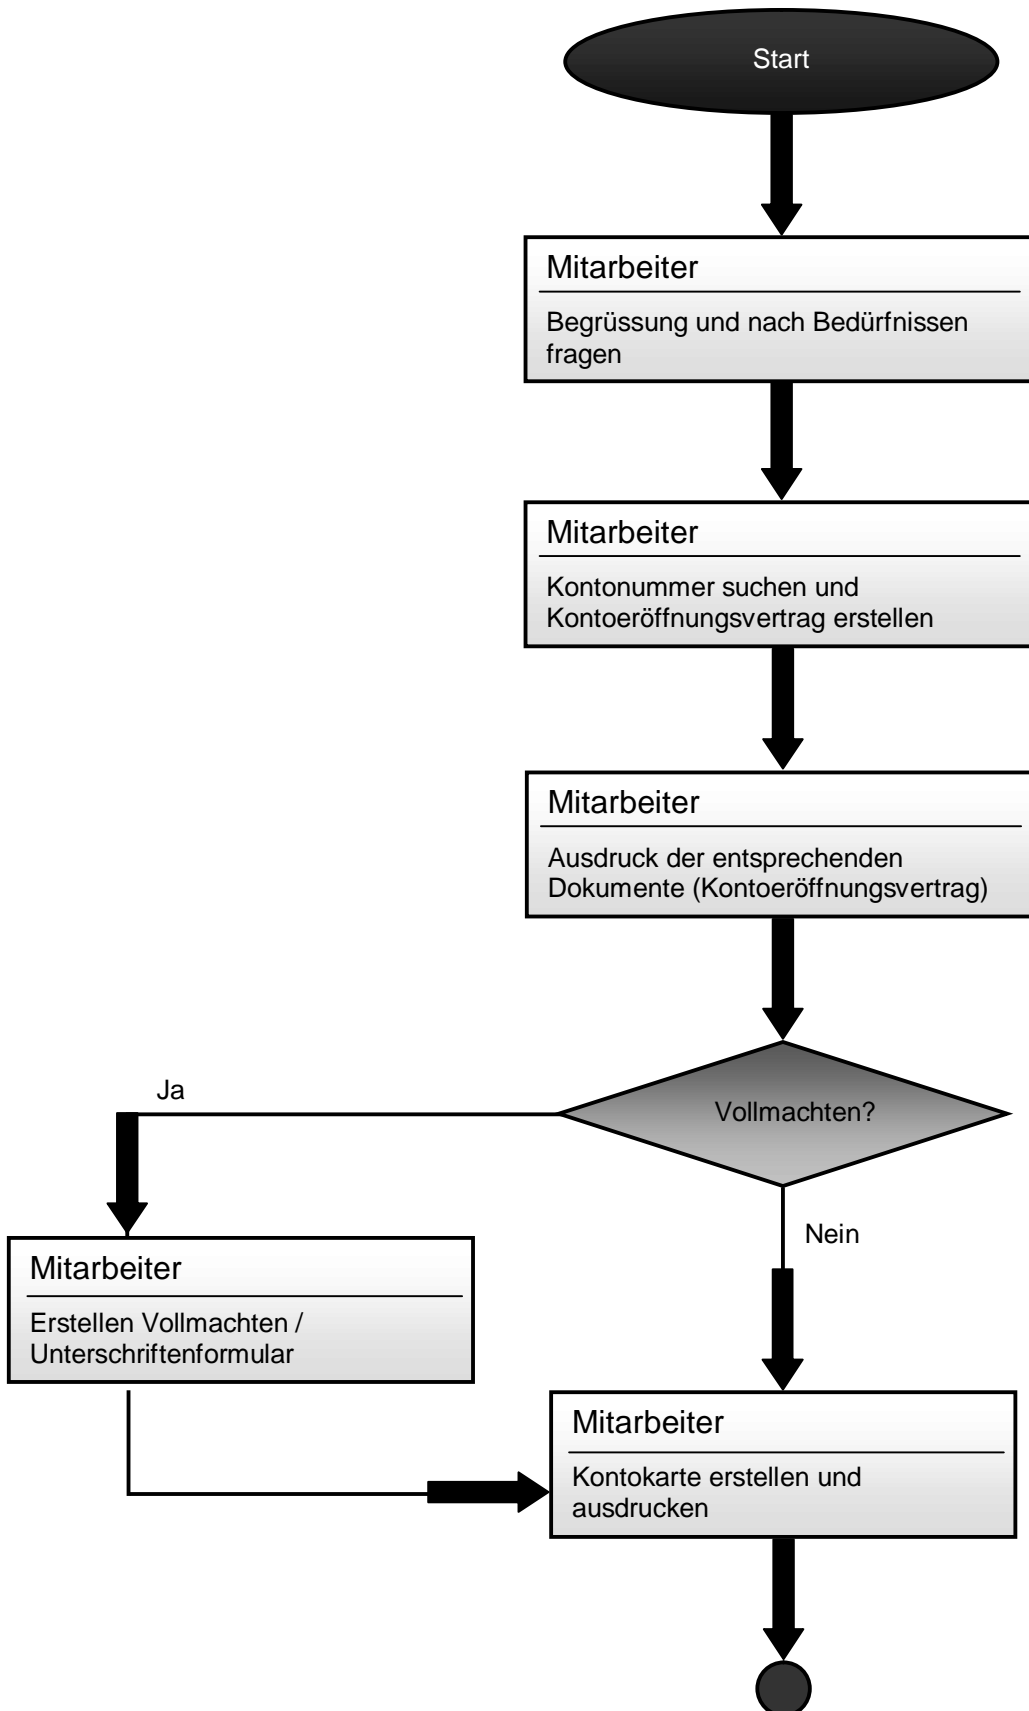 Start
Mitarbeiter
Begrüssung und nach Bedürfnissen
fragen
Mitarbeiter
Kontonummer suchen und
Kontoeröffnungsvertrag erstellen
Mitarbeiter
Ausdruck der entsprechenden
Dokumente (Kontoeröffnungsvertrag)
Vollmachten?
Ja
Nein
Mitarbeiter
Erstellen Vollmachten /
Unterschriftenformular
Mitarbeiter
Kontokarte erstellen und
ausdrucken